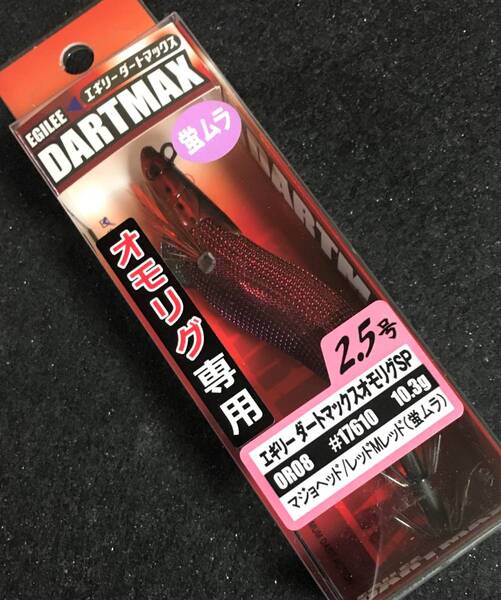 EGILEE エギリーダートマックス
DARTMAX
蛍ムラ
DARTM
オモリグ専用
2.5号
エギリー ダートマックスオモリグSP
OR08 #17610 10.3g
マジョヘッド/レッドMレッド(蛍ムラ)